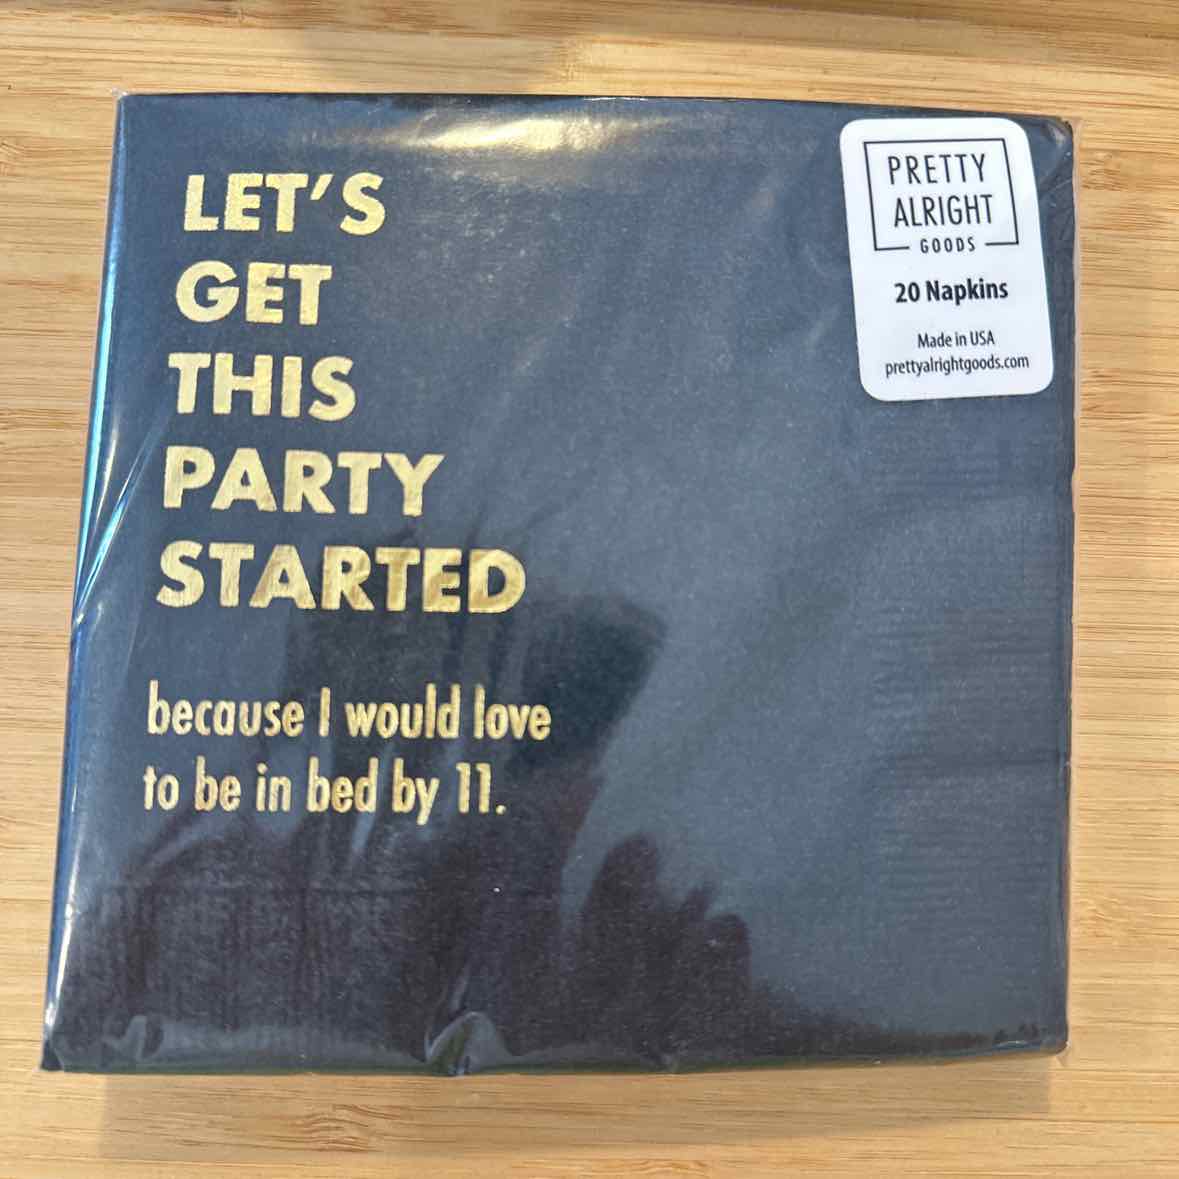 LET'S
GET
THIS
PARTY
STARTED
because I would love
to be in bed by 11.
PRETTY
ALRIGHT
GOODS
20 Napkins
Made in USA
prettyalrightgoods.com